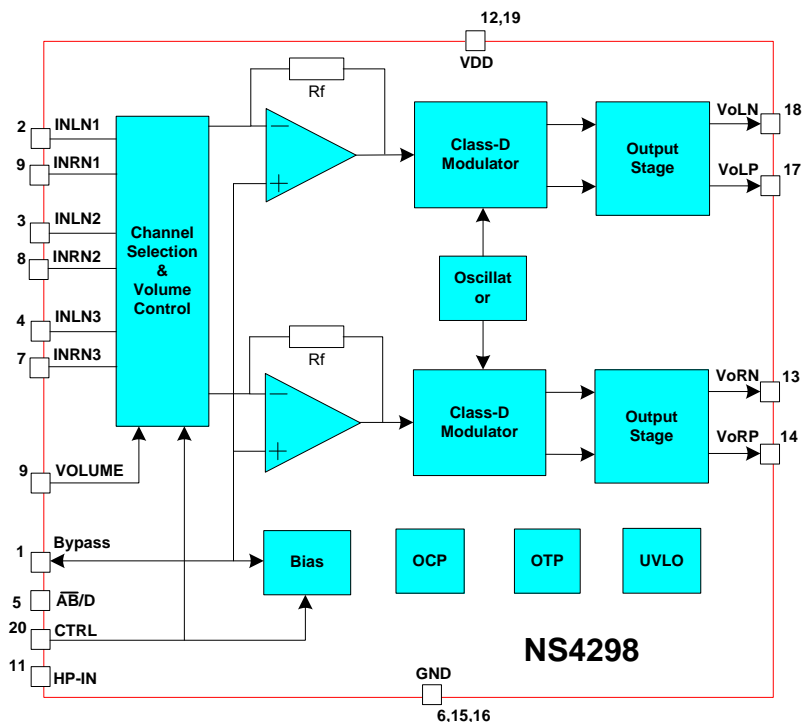 12,19
VDD
Rf
2 INLN1
9 INRN1
3 INLN2
8 INRN2
4 INLN3
7 INRN3
Channel
Selection
&
Volume
Control
Class-D
Modulator
Output
Stage
VoLN 18
VoLP 17
Oscillat
or
Rf
Class-D
Modulator
Output
Stage
VoRN 13
VoRP 14
9 VOLUME
1 Bypass
Bias
OCP
OTP
UVLO
5 A̅B̅/D
20 CTRL
11 HP-IN
NS4298
GND
6,15,16